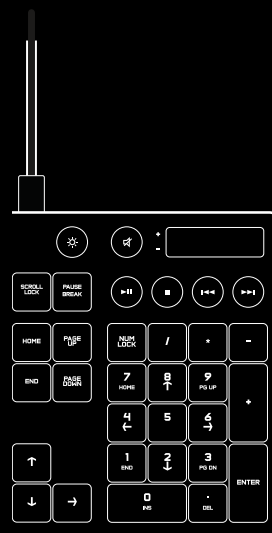 +
-
SCROLL LOCK
PAUSE BREAK
HOME
PAGE UP
NUM LOCK
/
*
-
END
PAGE DOWN
7 HOME
8 ↑
9 PG UP
+
4 ←
5
6 →
↑
1 END
2 ↓
3 PG DN
ENTER
↓
→
0 INS
. DEL